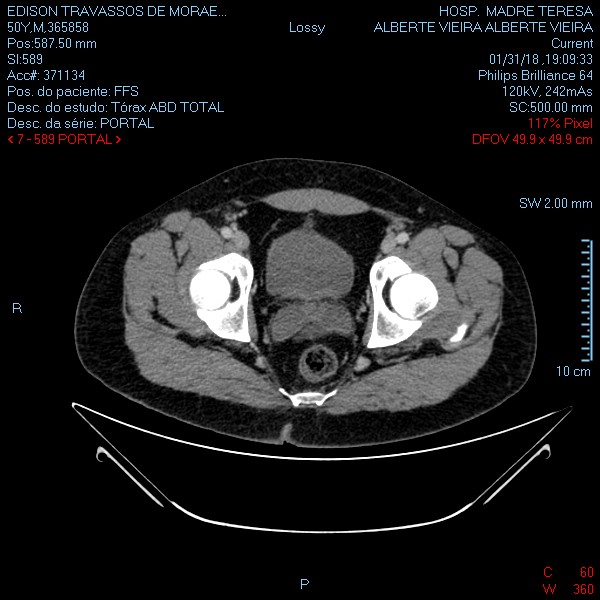 EDISON TRAVASSOS DE MORAE...
50Y,M,365858
Pos:587.50 mm
SI:589
Acc#: 371134
Pos. do paciente: FFS
Desc. do estudo: Tórax ABD TOTAL
Desc. da série: PORTAL
< 7 - 589 PORTAL >
Lossy
HOSP. MADRE TERESA
ALBERTE VIEIRA ALBERTE VIEIRA
Current
01/31/18 ,19:09:33
Philips Brilliance 64
120kV, 242mAs
SC:500.00 mm
117% Pixel
DFOV 49.9 x 49.9 cm
SW 2.00 mm
R
10 cm
P
C 60
W 360